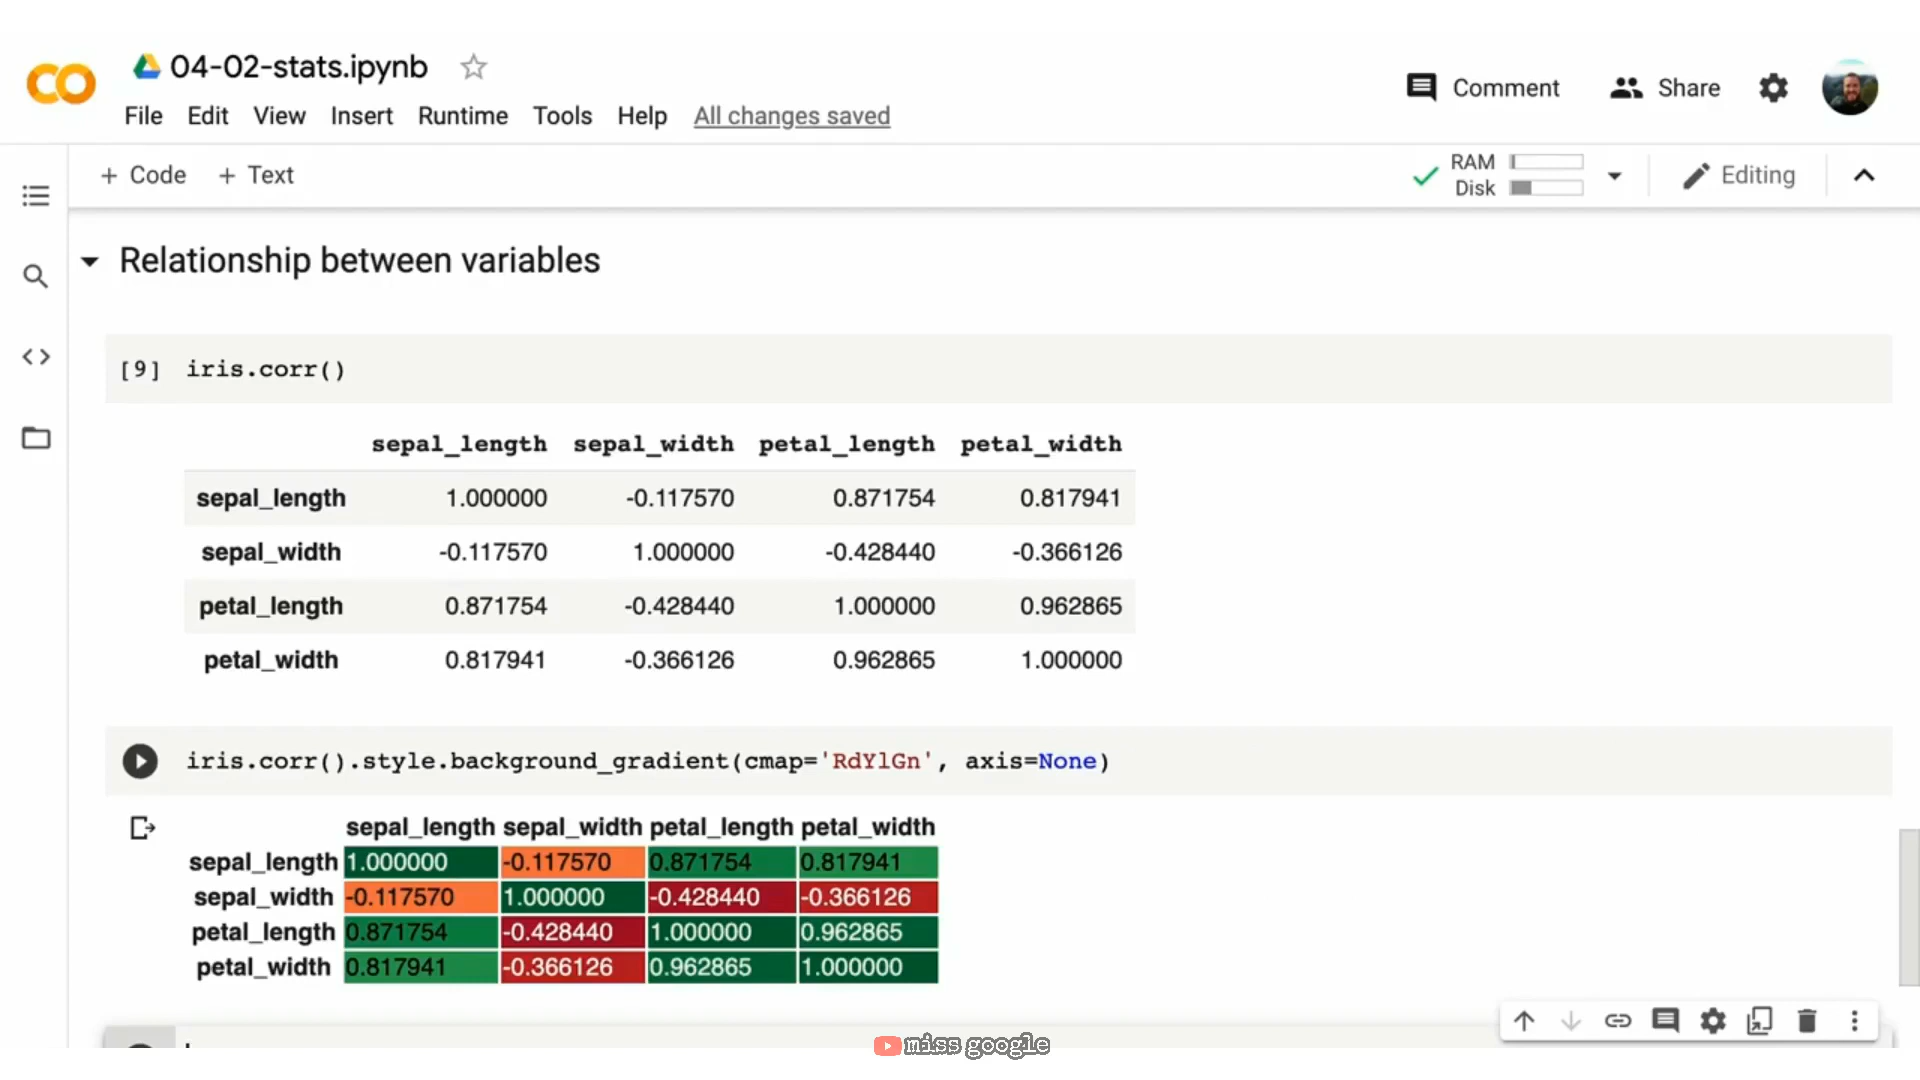 CO
04-02-stats.ipynb
Comment
Share
File Edit View Insert Runtime Tools Help All changes saved
+ Code + Text
RAM
Disk
Editing
Relationship between variables
[9] iris.corr()
sepal_length sepal_width petal_length petal_width
sepal_length 1.000000 -0.117570 0.871754 0.817941
sepal_width -0.117570 1.000000 -0.428440 -0.366126
petal_length 0.871754 -0.428440 1.000000 0.962865
petal_width 0.817941 -0.366126 0.962865 1.000000
iris.corr().style.background_gradient(cmap='RdYlGn', axis=None)
sepal_length sepal_width petal_length petal_width
sepal_length 1.000000 -0.117570 0.871754 0.817941
sepal_width -0.117570 1.000000 -0.428440 -0.366126
petal_length 0.871754 -0.428440 1.000000 0.962865
petal_width 0.817941 -0.366126 0.962865 1.000000
miss google